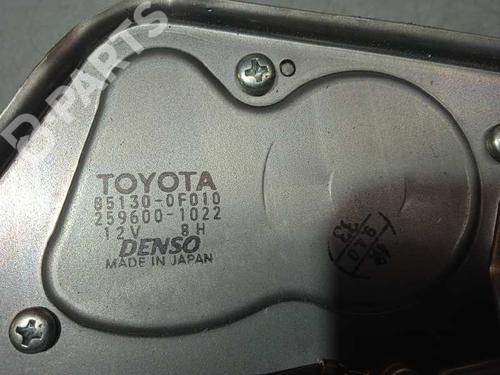 B-PARTS
TOYOTA
85130-0F010
259600-1022
12V 8H
DENSO
MADE IN JAPAN